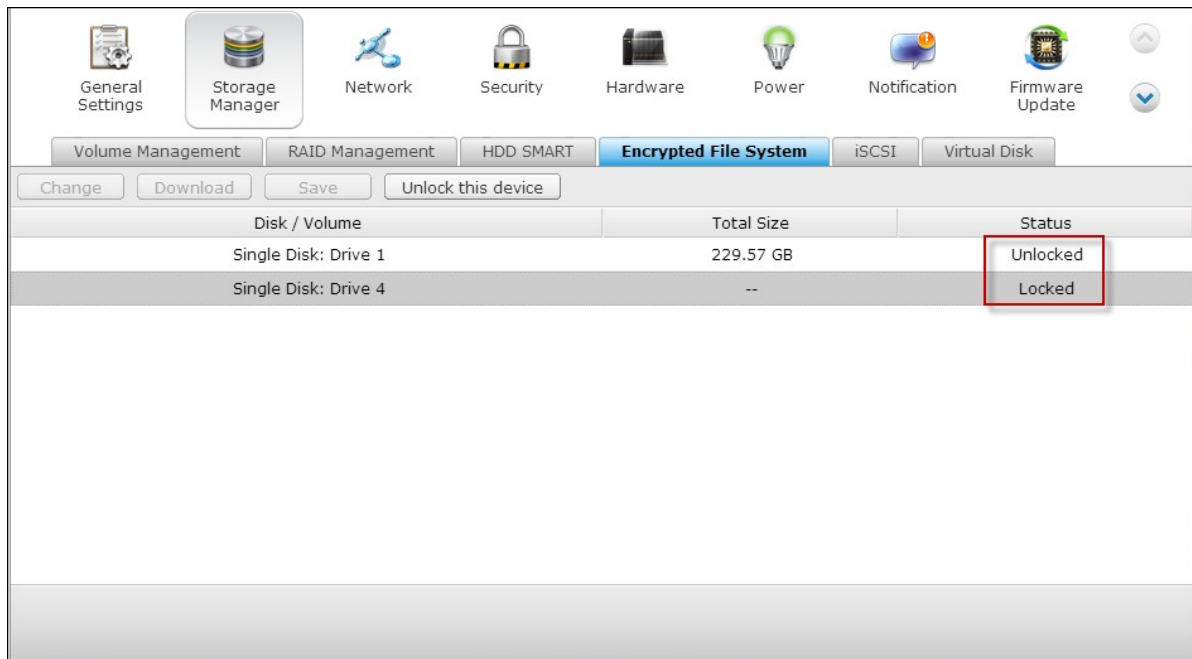 General Settings
Storage Manager
Network
Security
Hardware
Power
Notification
Firmware Update
Volume Management
RAID Management
HDD SMART
Encrypted File System
iSCSI
Virtual Disk
Change
Download
Save
Unlock this device
Disk / Volume
Total Size
Status
Single Disk: Drive 1
229.57 GB
Unlocked
Single Disk: Drive 4
--
Locked